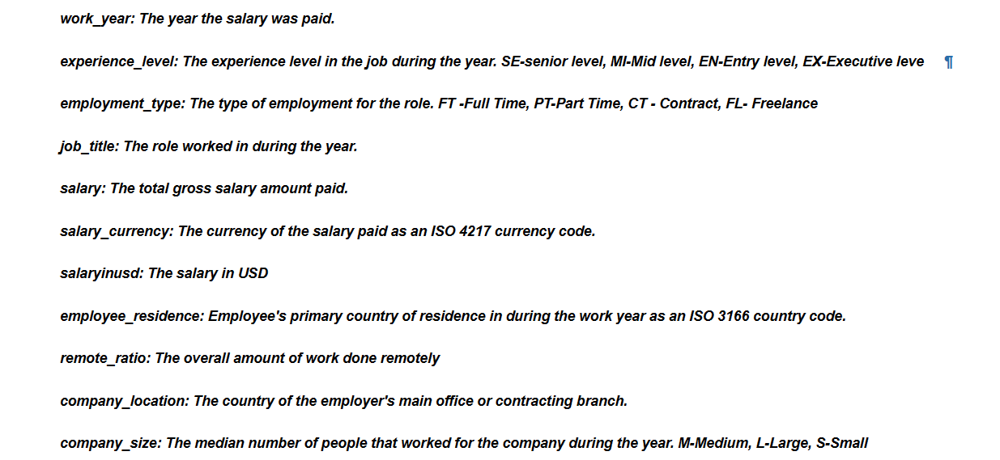 work_year: The year the salary was paid.
experience_level: The experience level in the job during the year. SE-senior level, MI-Mid level, EN-Entry level, EX-Executive leve ¶
employment_type: The type of employment for the role. FT -Full Time, PT-Part Time, CT - Contract, FL- Freelance
job_title: The role worked in during the year.
salary: The total gross salary amount paid.
salary_currency: The currency of the salary paid as an ISO 4217 currency code.
salaryinusd: The salary in USD
employee_residence: Employee's primary country of residence in during the work year as an ISO 3166 country code.
remote_ratio: The overall amount of work done remotely
company_location: The country of the employer's main office or contracting branch.
company_size: The median number of people that worked for the company during the year. M-Medium, L-Large, S-Small